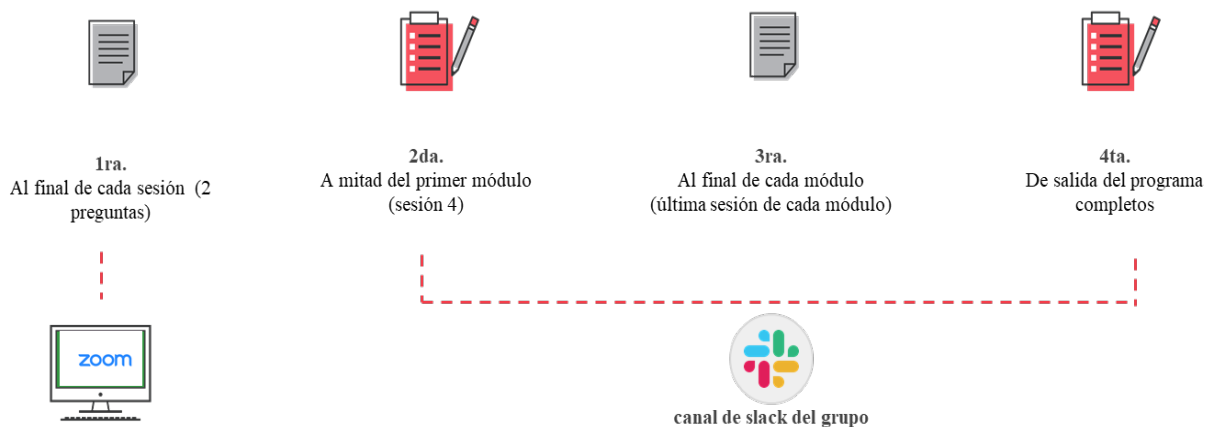 1ra.
Al final de cada sesión (2
preguntas)
2da.
A mitad del primer módulo
(sesión 4)
3ra.
Al final de cada módulo
(última sesión de cada módulo)
4ta.
De salida del programa
completos
zoom
canal de slack del grupo